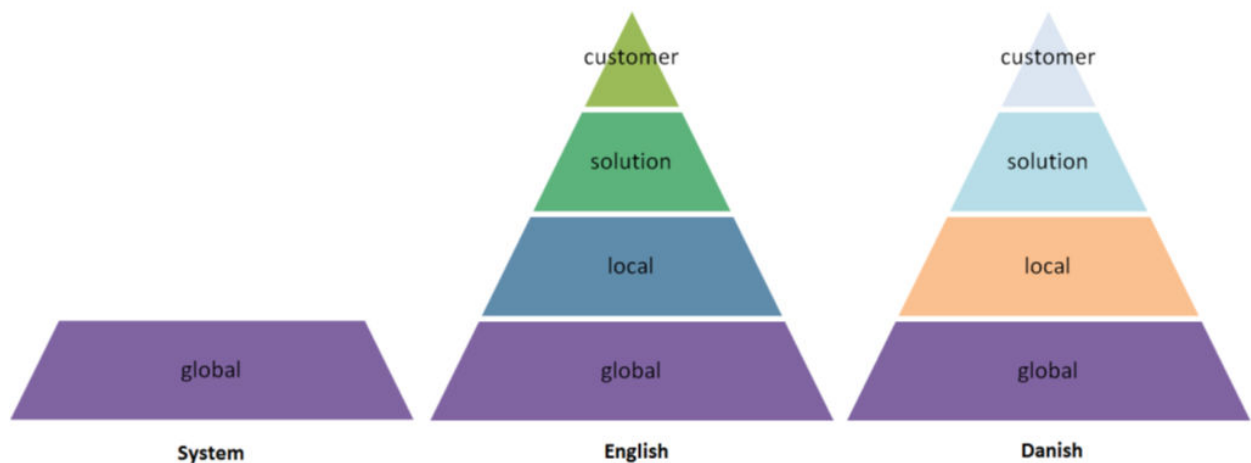 customer
customer
solution
solution
local
local
global
global
global
System
English
Danish